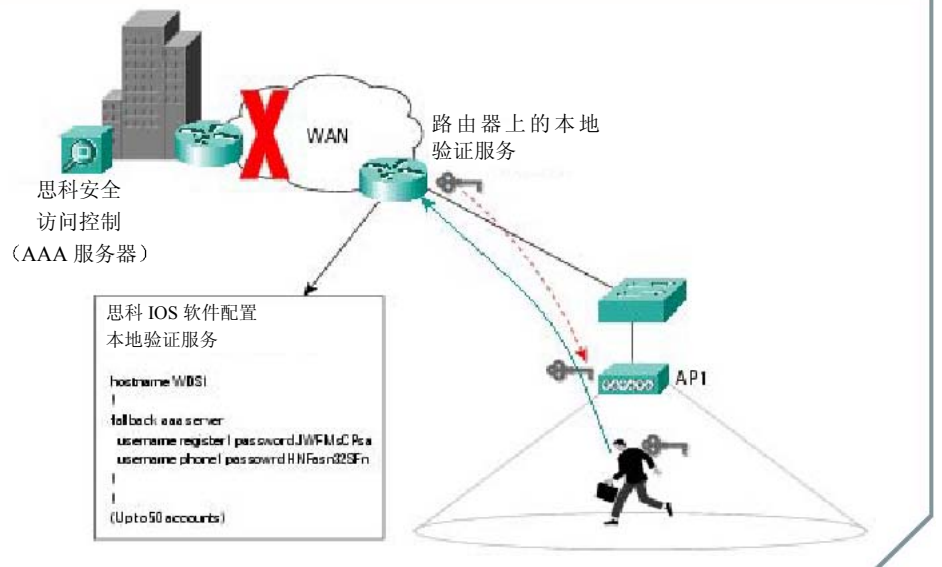 WAN
路由器上的本地
验证服务
思科安全
访问控制
（AAA 服务器）
思科 IOS 软件配置
本地验证服务
hostname WDS1
!
fallback aaa server
username register1 password
username phone1 passowrd
!
!
(Up to 50 accounts)
AP1